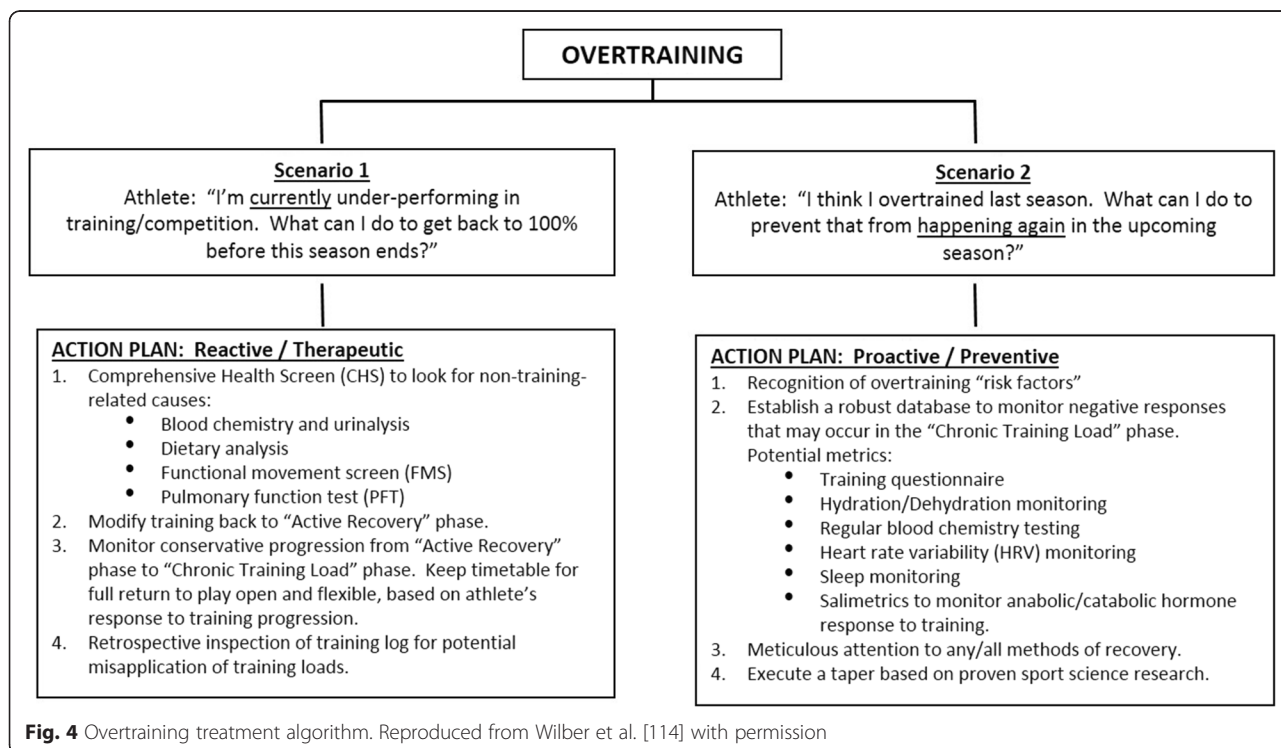 OVERTRAINING
Scenario 1
Athlete: “I’m currently under-performing in
training/competition. What can I do to get back to 100%
before this season ends?”
Scenario 2
Athlete: “I think I overtrained last season. What can I do to
prevent that from happening again in the upcoming
season?”
ACTION PLAN: Reactive / Therapeutic
1. Comprehensive Health Screen (CHS) to look for non-training-
related causes:
• Blood chemistry and urinalysis
• Dietary analysis
• Functional movement screen (FMS)
• Pulmonary function test (PFT)
2. Modify training back to “Active Recovery” phase.
3. Monitor conservative progression from “Active Recovery”
phase to “Chronic Training Load” phase. Keep timetable for
full return to play open and flexible, based on athlete’s
response to training progression.
4. Retrospective inspection of training log for potential
misapplication of training loads.
ACTION PLAN: Proactive / Preventive
1. Recognition of overtraining “risk factors”
2. Establish a robust database to monitor negative responses
that may occur in the “Chronic Training Load” phase.
Potential metrics:
• Training questionnaire
• Hydration/Dehydration monitoring
• Regular blood chemistry testing
• Heart rate variability (HRV) monitoring
• Sleep monitoring
• Salimetrics to monitor anabolic/catabolic hormone
response to training.
3. Meticulous attention to any/all methods of recovery.
4. Execute a taper based on proven sport science research.
Fig. 4 Overtraining treatment algorithm. Reproduced from Wilber et al. [114] with permission